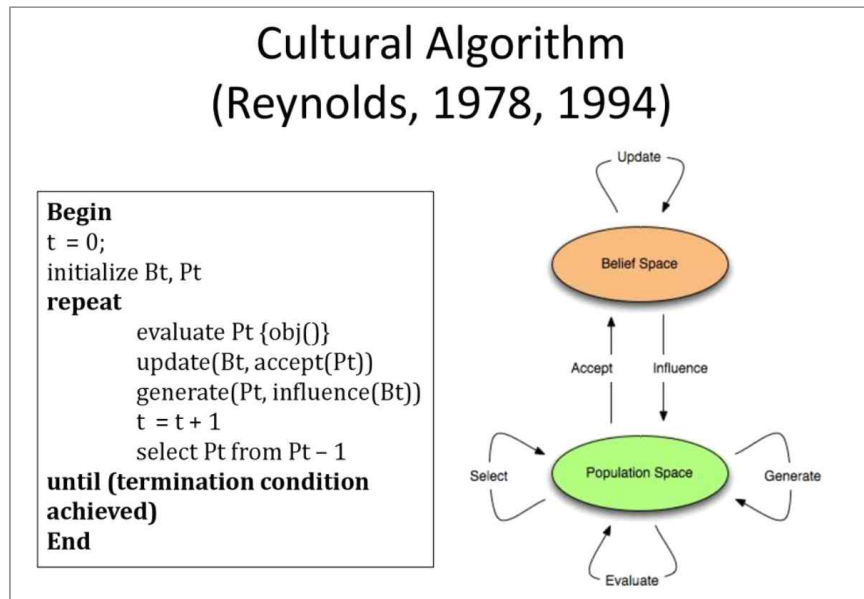 Cultural Algorithm
(Reynolds, 1978, 1994)
Begin
t = 0;
initialize Bt, Pt
repeat
evaluate Pt {obj()}
update(Bt, accept(Pt))
generate(Pt, influence(Bt))
t = t + 1
select Pt from Pt – 1
until (termination condition
achieved)
End
Update
Belief Space
Accept
Influence
Select
Population Space
Generate
Evaluate